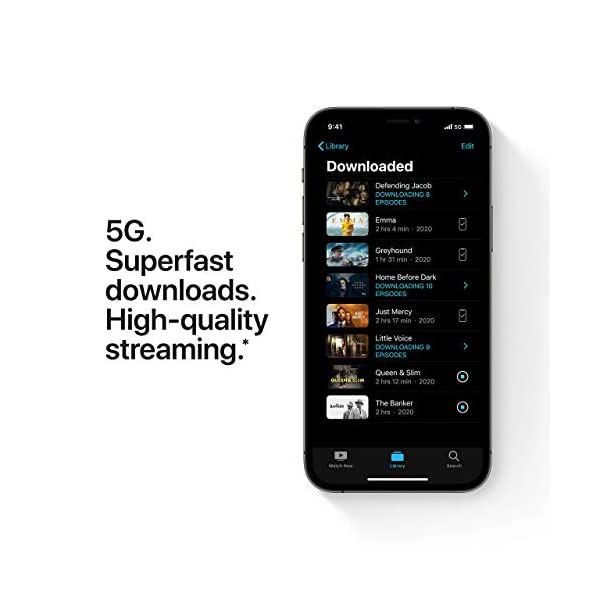 5G.
Superfast
downloads.
High-quality
streaming.*
9:41
5G
Library
Edit
Downloaded
Defending Jacob
DOWNLOADING 8
EPISODES
EMMA
Emma
2 hrs 4 min · 2020
Greyhound
1 hr 31 min · 2020
Home Before Dark
DOWNLOADING 10
EPISODES
JUST
MERCY
Just Mercy
2 hrs 17 min · 2020
Little Voice
DOWNLOADING 9
EPISODES
QUEEN & SLIM
Queen & Slim
2 hrs 12 min · 2020
BANKER
The Banker
2 hrs · 2020
Watch Now
Library
Search